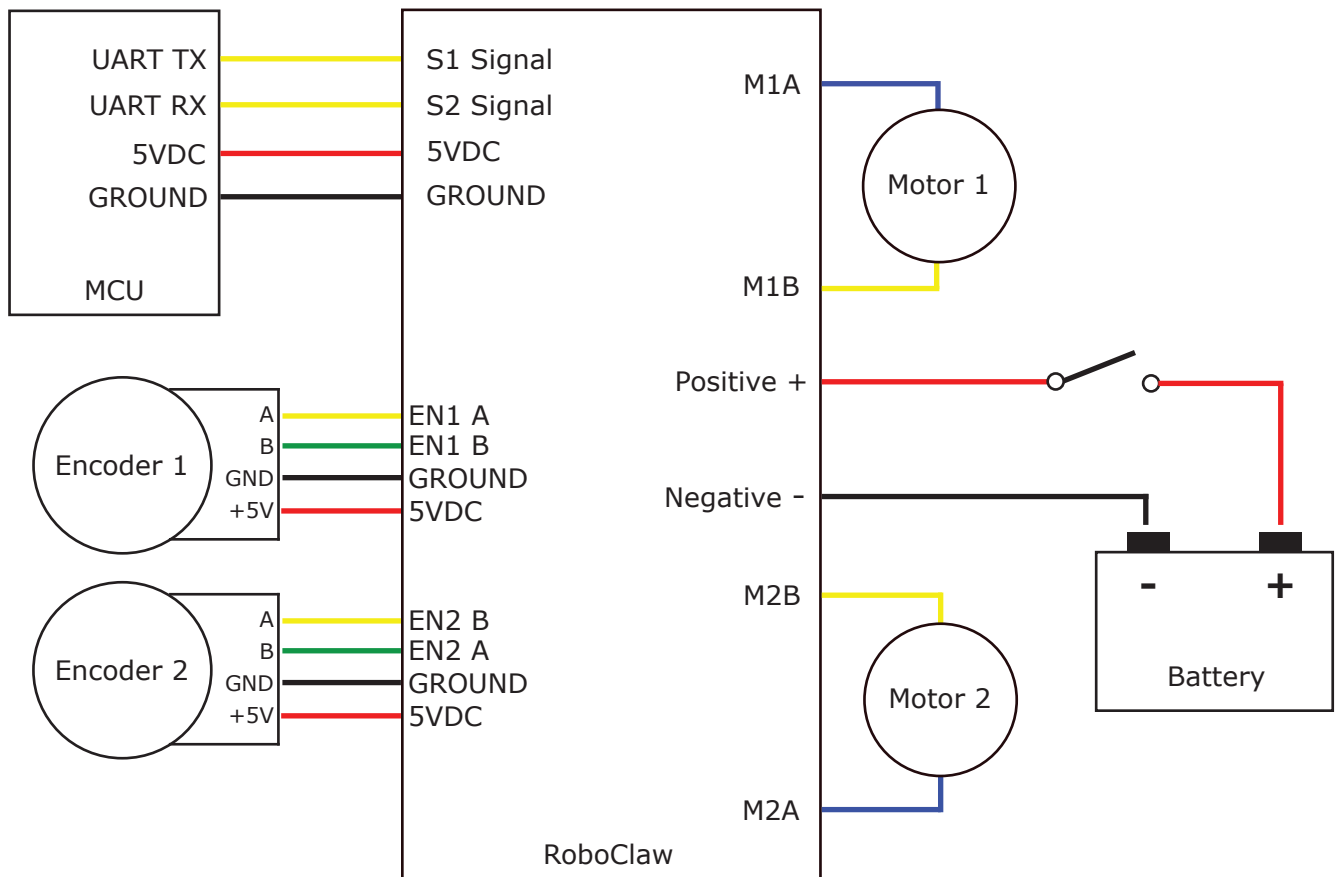 UART TX
UART RX
5VDC
GROUND
MCU
S1 Signal
S2 Signal
5VDC
GROUND
M1A
Motor 1
M1B
Positive +
Negative -
- +
Battery
M2B
Motor 2
M2A
Encoder 1
A
B
GND
+5V
EN1 A
EN1 B
GROUND
5VDC
Encoder 2
A
B
GND
+5V
EN2 B
EN2 A
GROUND
5VDC
RoboClaw